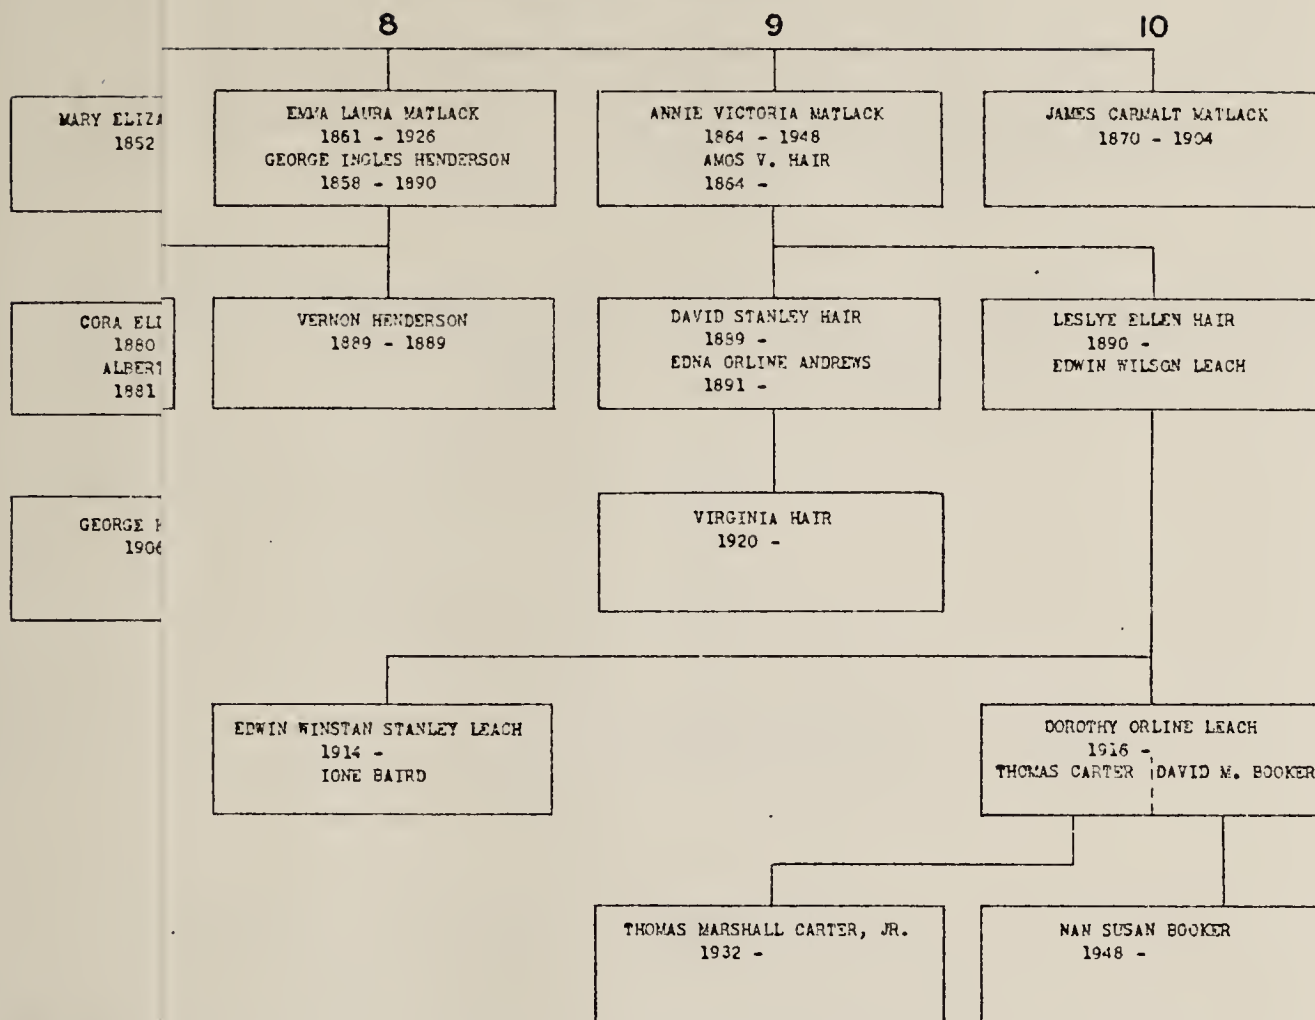 8
9
10
MARY ELIZA
1852
EMMA LAURA MATLACK
1861 - 1926
GEORGE INGLES HENDERSON
1858 - 1890
ANNIE VICTORIA MATLACK
1864 - 1948
AMOS V. HAIR
1864 -
JAMES CARMALT MATLACK
1870 - 1904
CORA ELI
1880
ALBERT
1881
VERNON HENDERSON
1889 - 1889
DAVID STANLEY HAIR
1889 -
EDNA ORLINE ANDREWS
1891 -
LESLYE ELLEN HAIR
1890 -
EDWIN WILSON LEACH
GEORGE H
1906
VIRGINIA HAIR
1920 -
EDWIN WINSTAN STANLEY LEACH
1914 -
IONE BAIRD
DOROTHY ORLINE LEACH
1916 -
THOMAS CARTER DAVID M. BOOKER
THOMAS MARSHALL CARTER, JR.
1932 -
NAN SUSAN BOOKER
1948 -